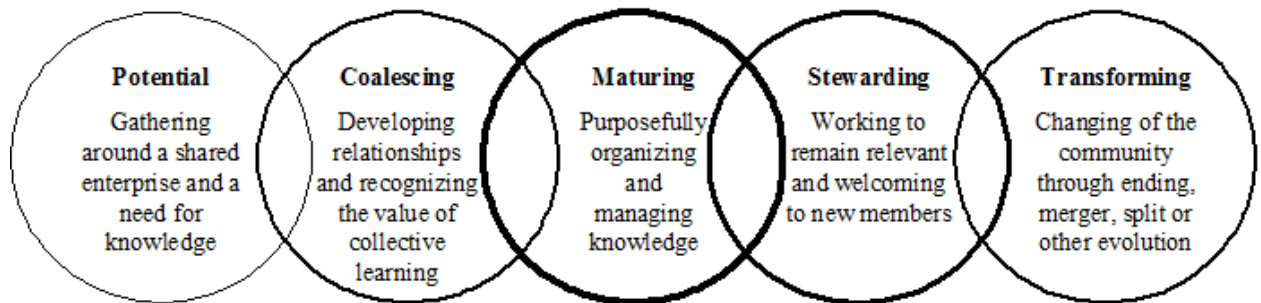 Potential
Gathering
around a shared
enterprise and a
need for
knowledge
Coalescing
Developing
relationships
and recognizing
the value of
collective
learning
Maturing
Purposefully
organizing
and
managing
knowledge
Stewarding
Working to
remain relevant
and welcoming
to new members
Transforming
Changing of the
community
through ending,
merger, split or
other evolution